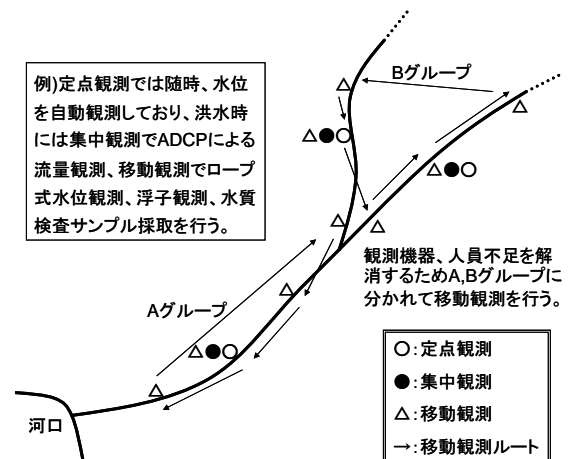 Bグループ
例)定点観測では随時、水位
を自動観測しており、洪水時
には集中観測でADCPによる
流量観測、移動観測でロープ
式水位観測、浮子観測、水質
検査サンプル採取を行う。
△●○
△●○
観測機器、人員不足を解
消するためA,Bグループに
分かれて移動観測を行う。
Aグループ
△●○
河口
○:定点観測
●:集中観測
△:移動観測
→:移動観測ルート